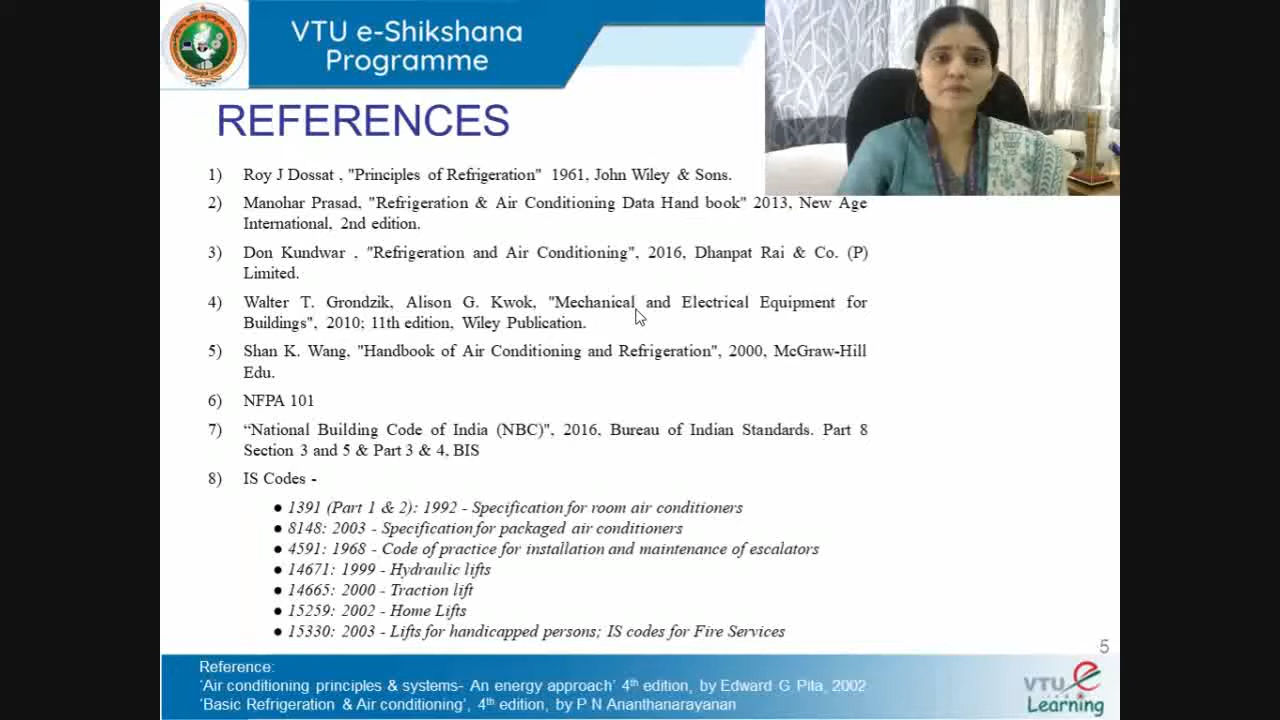 VTU e-Shikshana
Programme
REFERENCES
1) Roy J Dossat , "Principles of Refrigeration" 1961, John Wiley & Sons.
2) Manohar Prasad, "Refrigeration & Air Conditioning Data Hand book" 2013, New Age
International, 2nd edition.
3) Don Kundwar , "Refrigeration and Air Conditioning", 2016, Dhanpat Rai & Co. (P)
Limited.
4) Walter T. Grondzik, Alison G. Kwok, "Mechanical and Electrical Equipment for
Buildings", 2010; 11th edition, Wiley Publication.
5) Shan K. Wang, "Handbook of Air Conditioning and Refrigeration", 2000, McGraw-Hill
Edu.
6) NFPA 101
7) “National Building Code of India (NBC)", 2016, Bureau of Indian Standards. Part 8
Section 3 and 5 & Part 3 & 4, BIS
8) IS Codes -
● 1391 (Part 1 & 2): 1992 - Specification for room air conditioners
● 8148: 2003 - Specification for packaged air conditioners
● 4591: 1968 - Code of practice for installation and maintenance of escalators
● 14671: 1999 - Hydraulic lifts
● 14665: 2000 - Traction lift
● 15259: 2002 - Home Lifts
● 15330: 2003 - Lifts for handicapped persons; IS codes for Fire Services
5
Reference:
'Air conditioning principles & systems- An energy approach' 4th edition, by Edward G Pita, 2002
'Basic Refrigeration & Air conditioning', 4th edition, by P N Ananthanarayanan
VTU e
Learning